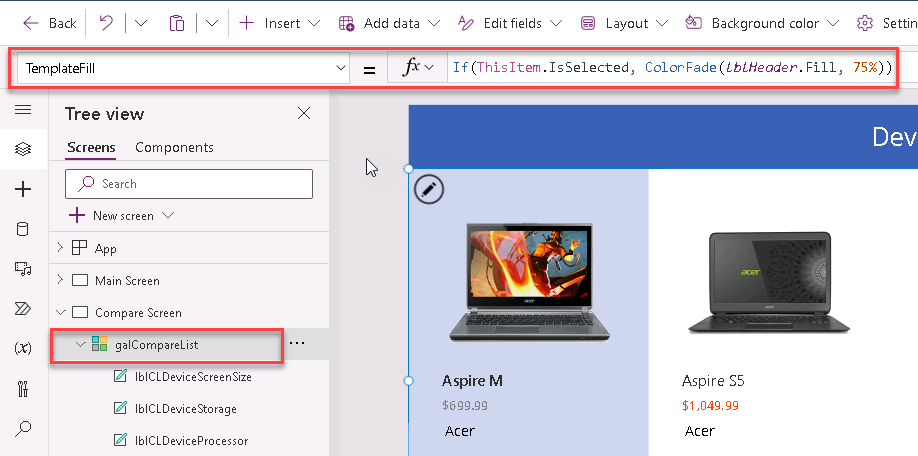 Back Insert Add data Edit fields Layout Background color Settin
TemplateFill = fx If(ThisItem.IsSelected, ColorFade(lblHeader.Fill, 75%))
Tree view
Screens Components
Search
New screen
App
Main Screen
Compare Screen
galCompareList
lblCLDeviceScreenSize
lblCLDeviceStorage
lblCLDeviceProcessor
Dev
acer
Aspire M
$699.99
Acer
Aspire S5
$1,049.99
Acer